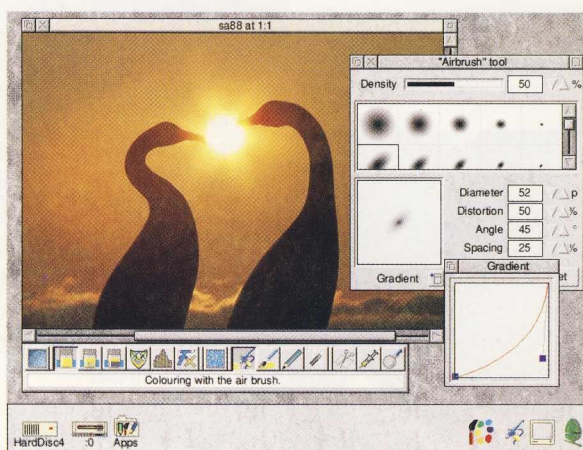 sa88 at 1:1
"Airbrush" tool
Density 50 %
Diameter 52 p
Distortion 50 %
Angle 45 °
Spacing 25 %
Gradient
Gradient
Colouring with the air brush.
HardDisc4 :0 Apps